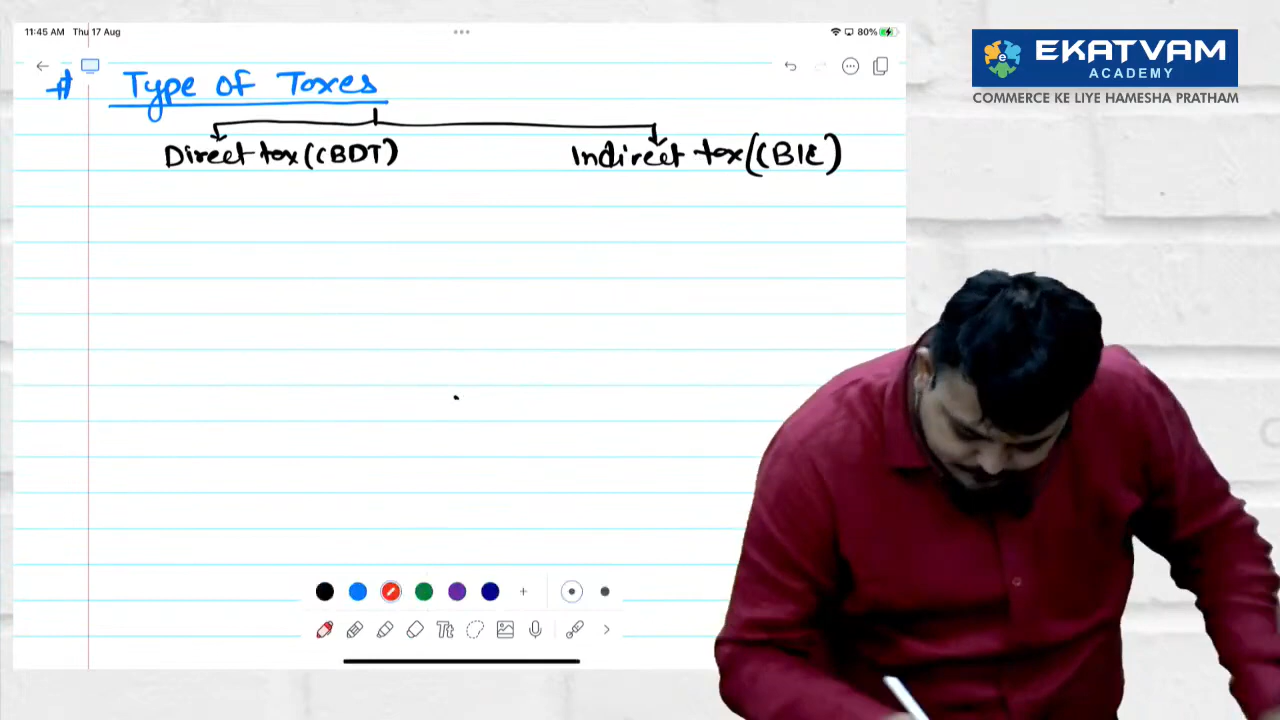 11:45 AM Thu 17 Aug
80%
EKATVAM
ACADEMY
COMMERCE KE LIYE HAMESHA PRATHAM
# Type of Taxes
Direct tax (CBDT)
Indirect tax (CBIC)
Tt